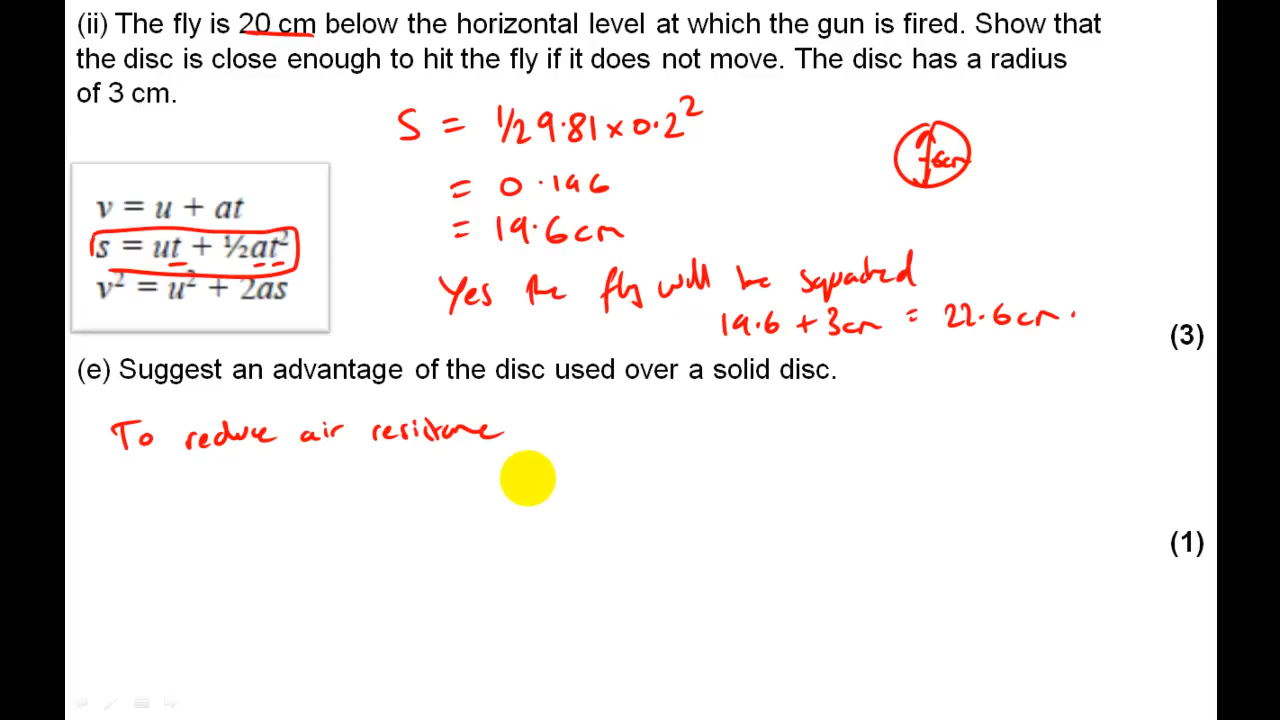 (ii) The fly is 20 cm below the horizontal level at which the gun is fired. Show that
the disc is close enough to hit the fly if it does not move. The disc has a radius
of 3 cm.
S = 1/2 9.81 x 0.2²
6cm
= 0.196
= 19.6cm
v = u + at
s = ut + ½at²
v² = u² + 2as
Yes the fly will be squatted
19.6 + 3cm = 22.6cm.
(3)
(e) Suggest an advantage of the disc used over a solid disc.
To reduce air resistance
(1)